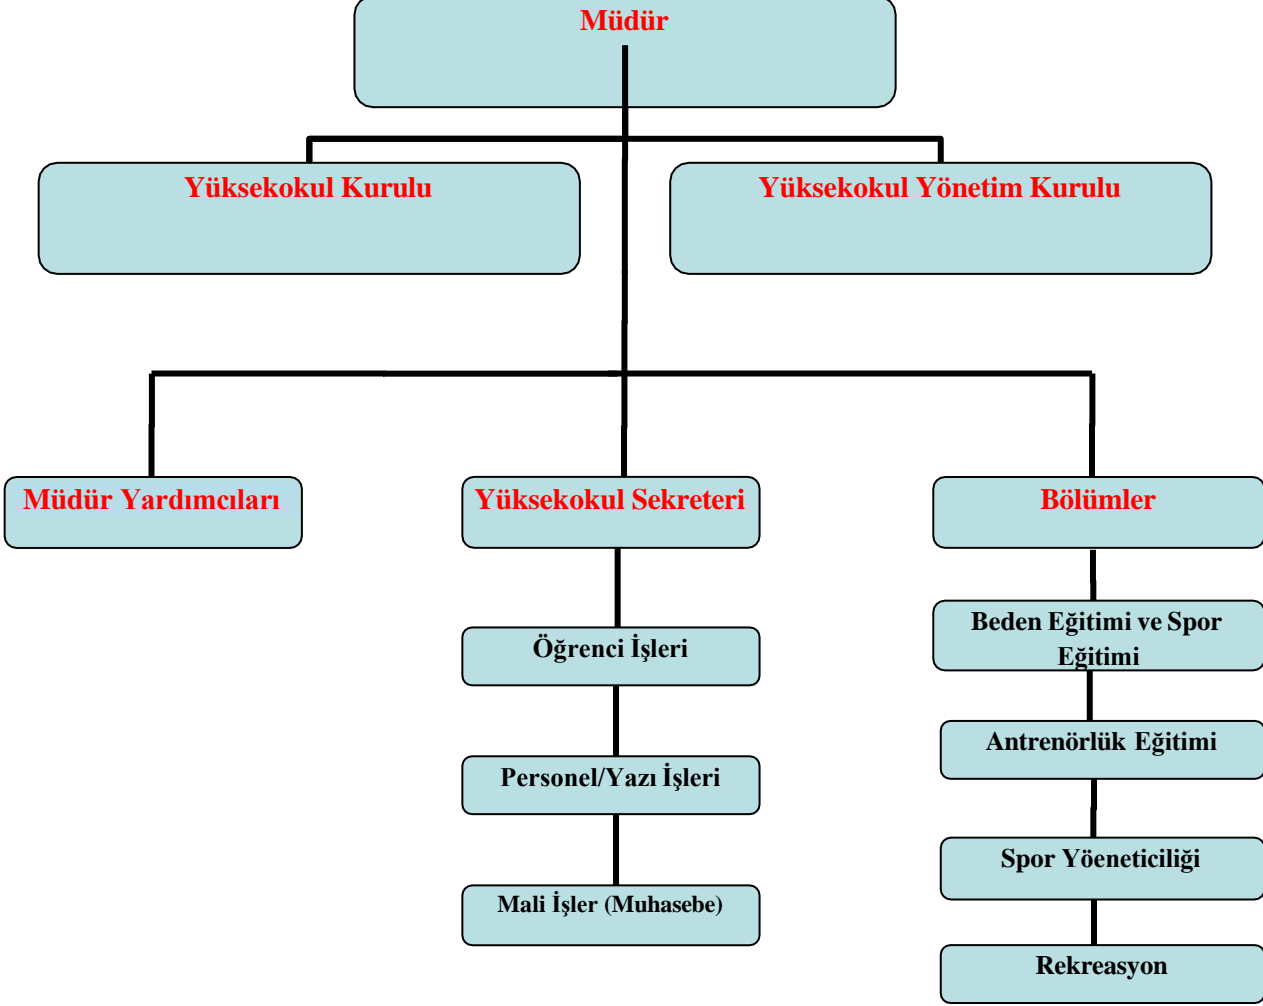 Müdür
Yüksekokul Kurulu
Yüksekokul Yönetim Kurulu
Müdür Yardımcıları
Yüksekokul Sekreteri
Bölümler
Öğrenci İşleri
Personel/Yazı İşleri
Mali İşler (Muhasebe)
Beden Eğitimi ve Spor
Eğitimi
Antrenörlük Eğitimi
Spor Yöeneticiliği
Rekreasyon